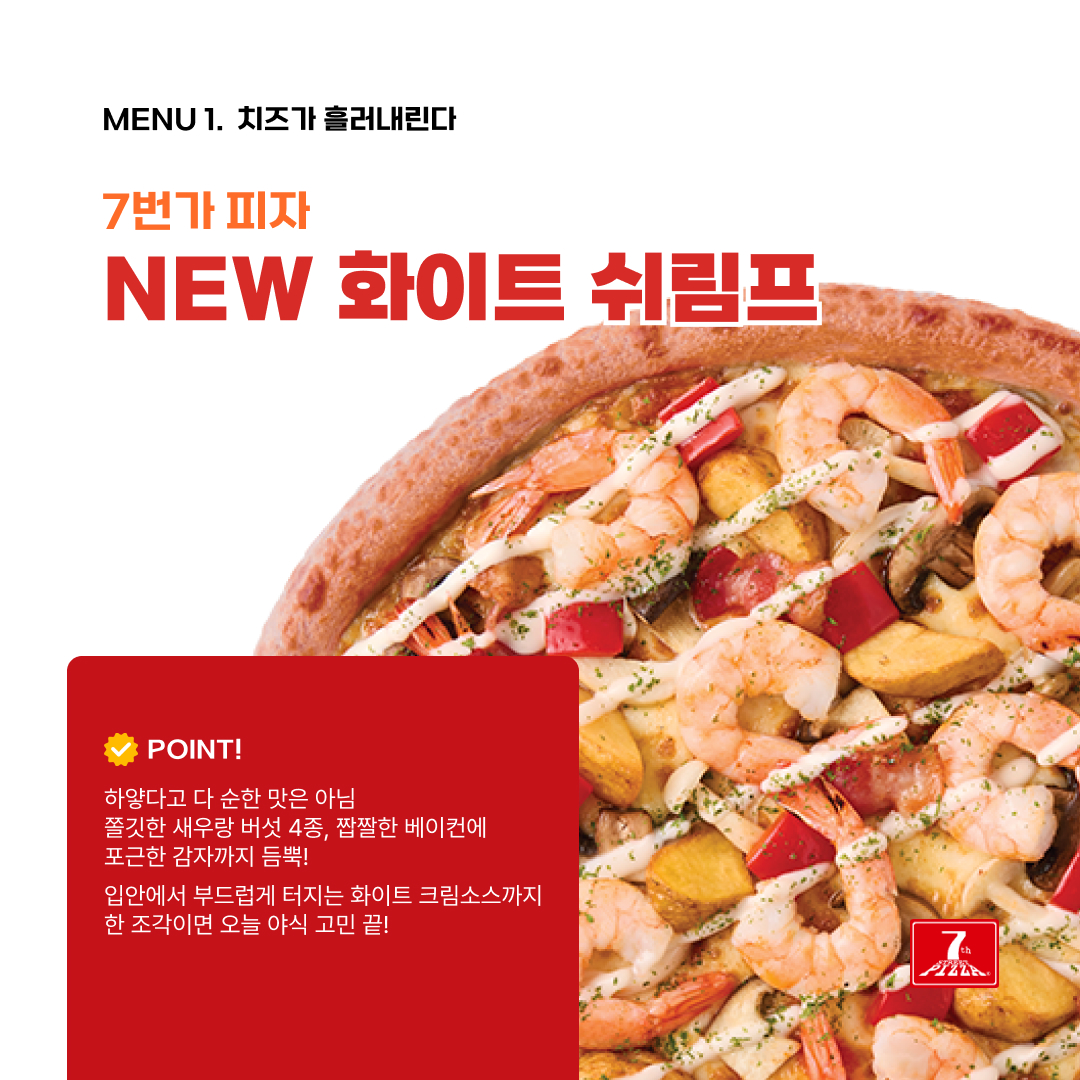 MENU 1. 치즈가 흘러내린다
7번가 피자
NEW 화이트 쉬림프
POINT!
하얗다고 다 순한 맛은 아님
쫄깃한 새우랑 버섯 4종, 짭짤한 베이컨에
포근한 감자까지 듬뿍!
입안에서 부드럽게 터지는 화이트 크림소스까지
한 조각이면 오늘 야식 고민 끝!
7th
STREET
PIZZA